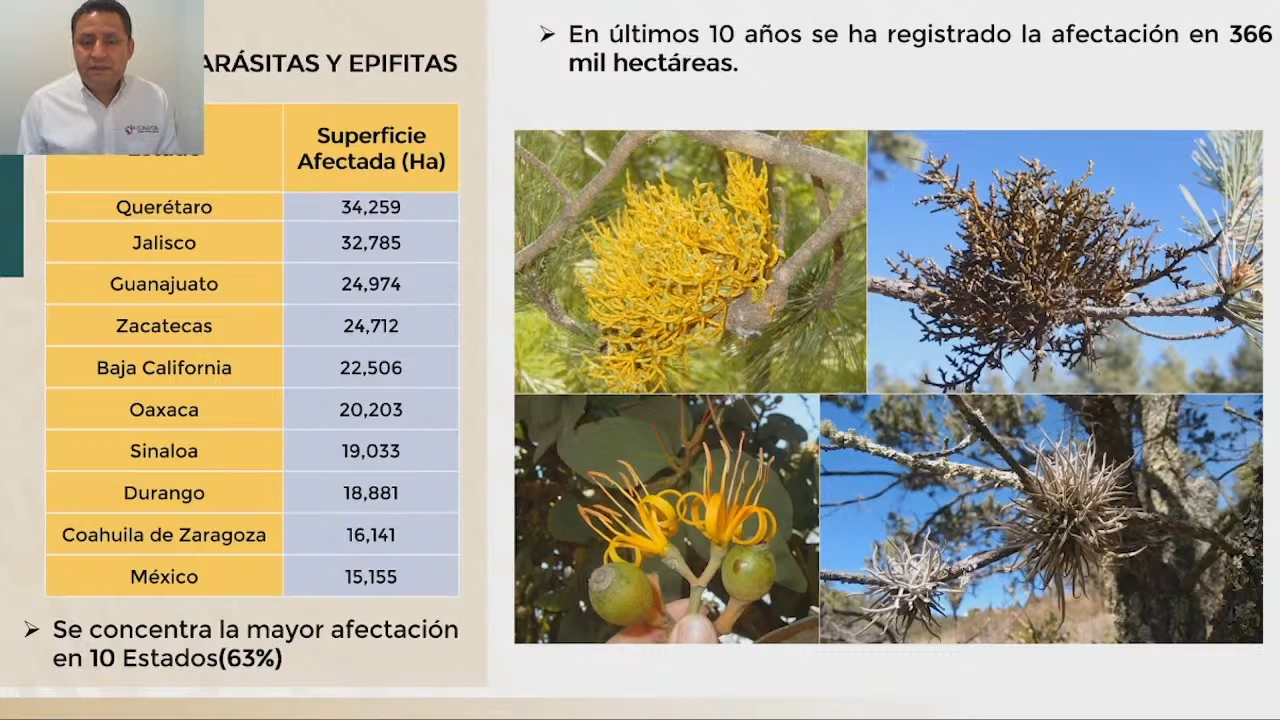 ARÁSITAS Y EPIFITAS
Superficie
Afectada (Ha)
Querétaro 34,259
Jalisco 32,785
Guanajuato 24,974
Zacatecas 24,712
Baja California 22,506
Oaxaca 20,203
Sinaloa 19,033
Durango 18,881
Coahuila de Zaragoza 16,141
México 15,155
➢ Se concentra la mayor afectación
en 10 Estados(63%)
➢ En últimos 10 años se ha registrado la afectación en 366
mil hectáreas.